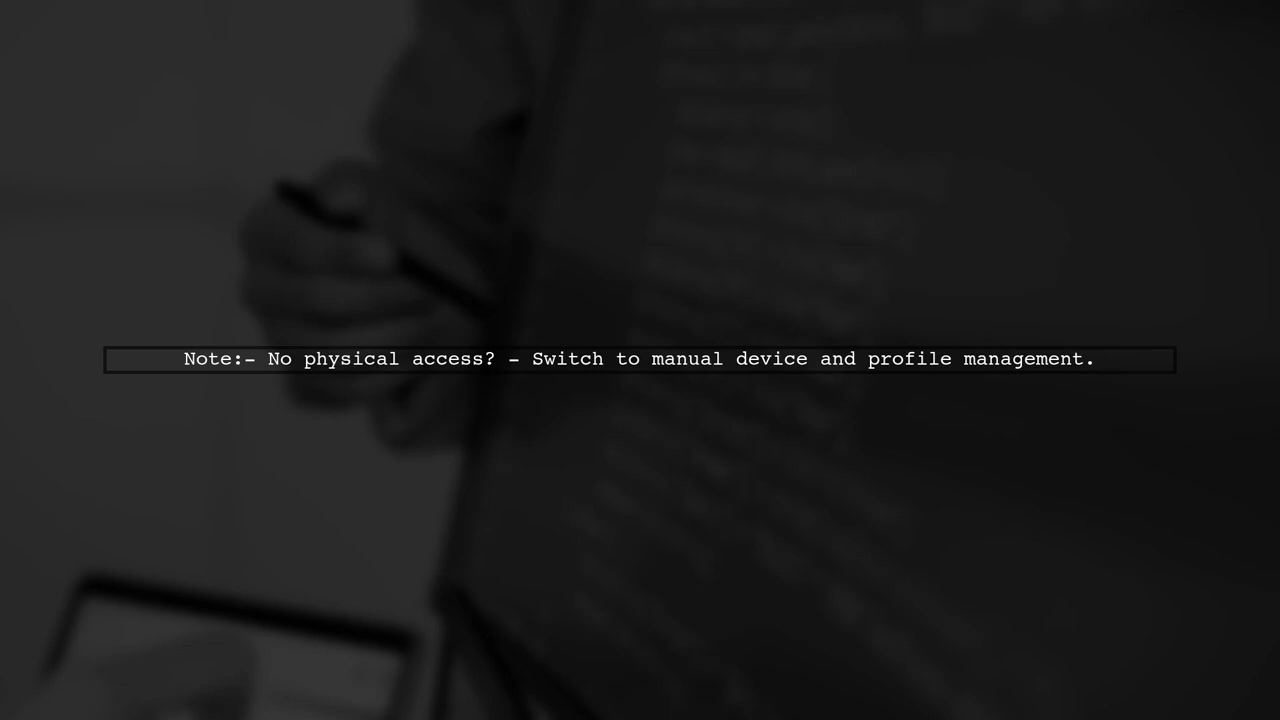 Note:- No physical access? - Switch to manual device and profile management.